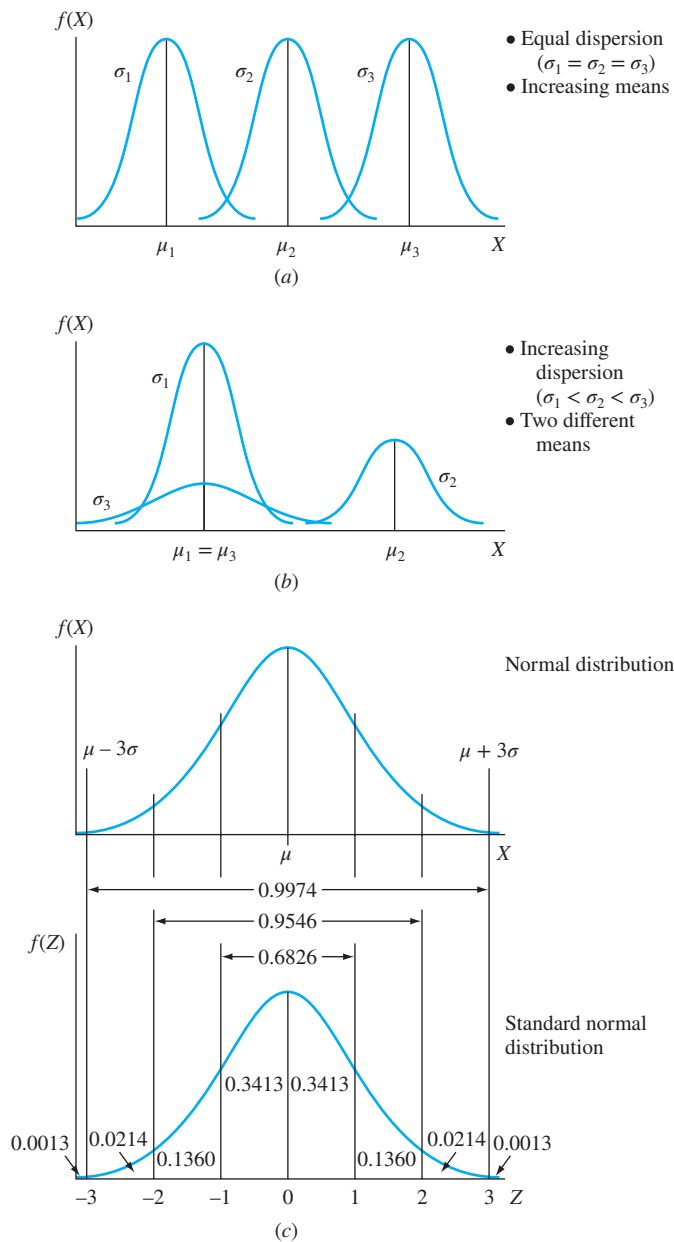 f(X)
σ₁
σ₂
σ₃
• Equal dispersion
(σ₁ = σ₂ = σ₃)
• Increasing means
μ₁
μ₂
μ₃
X
(a)
f(X)
σ₁
σ₃
σ₂
• Increasing
dispersion
(σ₁ < σ₂ < σ₃)
• Two different
means
μ₁ = μ₃
μ₂
X
(b)
f(X)
Normal distribution
μ – 3σ
μ + 3σ
μ
X
0.9974
0.9546
f(Z)
0.6826
Standard normal
distribution
0.3413 0.3413
0.0013 0.0214 0.1360 0.1360 0.0214 0.0013
–3 –2 –1 0 1 2 3 Z
(c)